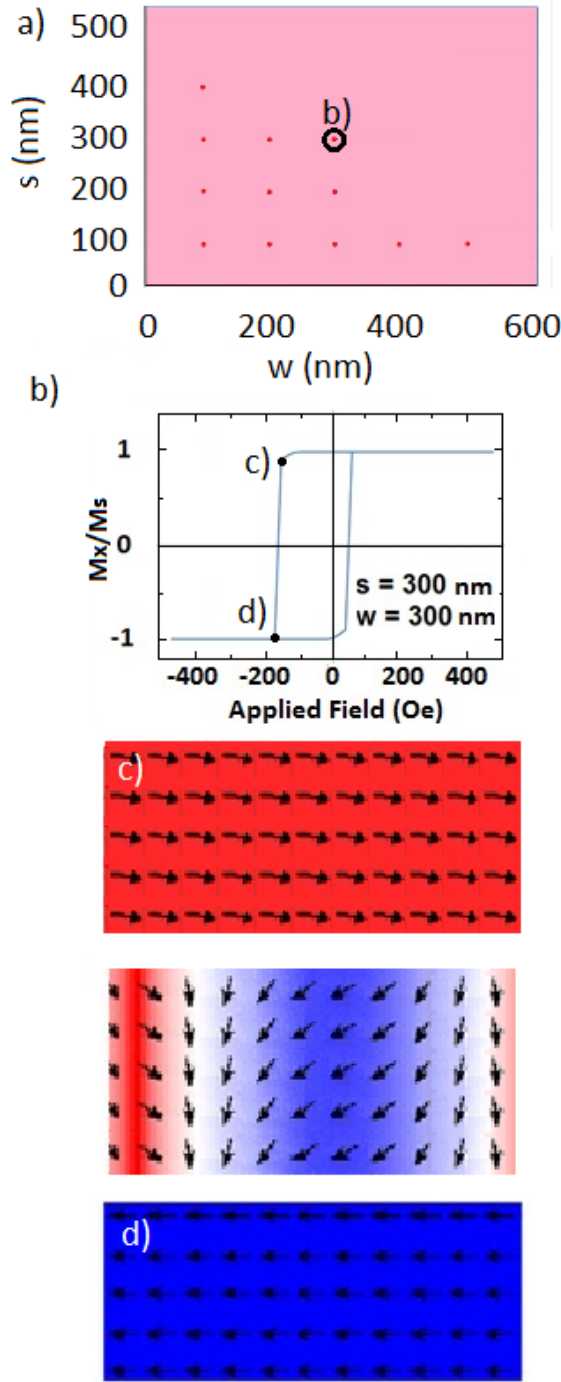 a)
500
400
300
200
100
0
s (nm)
b)
0 200 400 600
w (nm)
b)
1
0
-1
Mx/Ms
c)
d)
s = 300 nm
w = 300 nm
-400 -200 0 200 400
Applied Field (Oe)
c)
d)